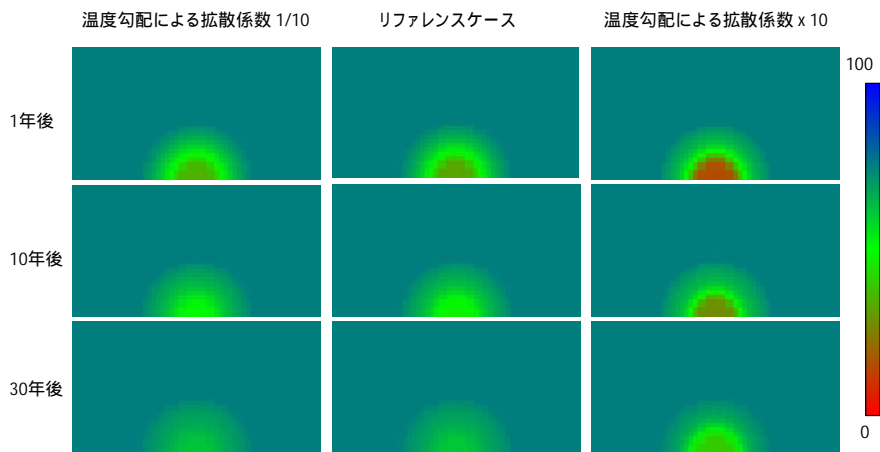 温度勾配による拡散係数 1/10
リファレンスケース
温度勾配による拡散係数 x 10
100
1年後
10年後
30年後
0